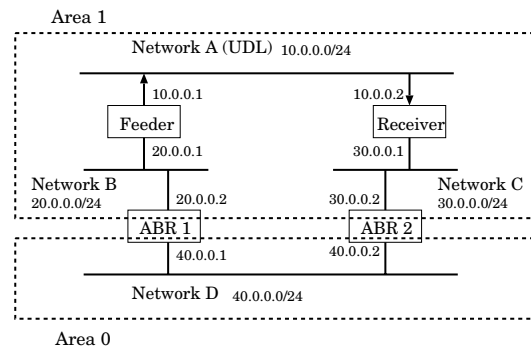 Area 1
Network A (UDL) 10.0.0.0/24
10.0.0.1
10.0.0.2
Feeder
Receiver
20.0.0.1
30.0.0.1
Network B
20.0.0.0/24
Network C
30.0.0.0/24
20.0.0.2
30.0.0.2
ABR 1
ABR 2
40.0.0.1
40.0.0.2
Network D 40.0.0.0/24
Area 0